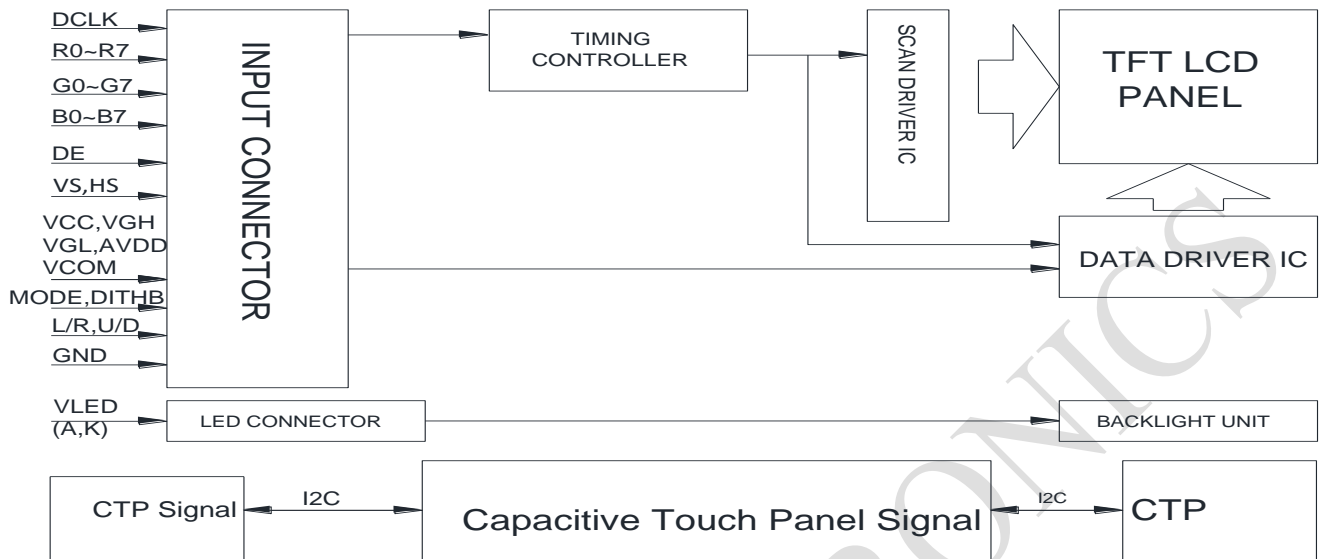 DCLK
R0~R7
G0~G7
B0~B7
DE
VS,HS
VCC,VGH
VGL,AVDD
VCOM
MODE,DITHB
L/R,U/D
GND
INPUT CONNECTOR
TIMING
CONTROLLER
SCAN DRIVER IC
TFT LCD
PANEL
DATA DRIVER IC
VLED
(A,K)
LED CONNECTOR
BACKLIGHT UNIT
CTP Signal
I2C
Capacitive Touch Panel Signal
I2C
CTP
RONICS